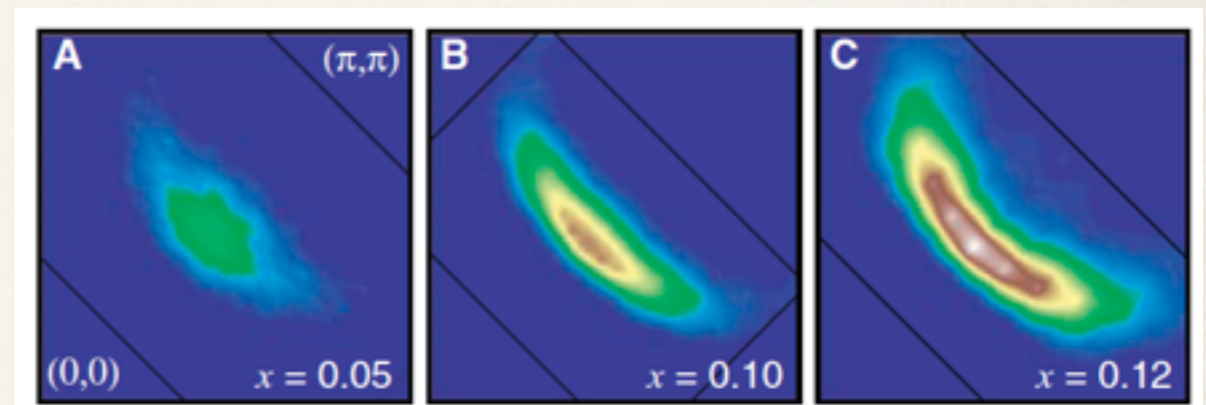 A
(π,π)
(0,0)
x = 0.05
B
x = 0.10
C
x = 0.12